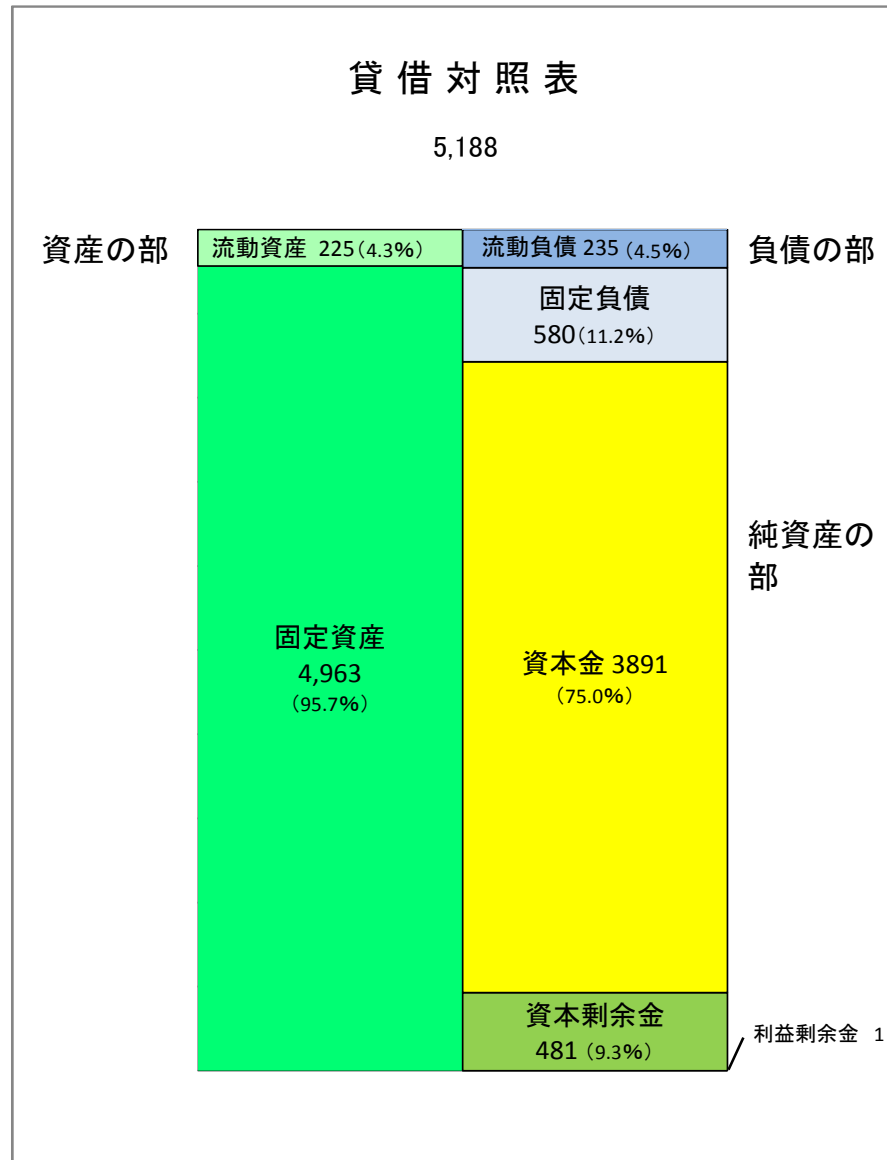 貸借対照表
5,188
資産の部
流動資産 225(4.3%)
流動負債 235 (4.5%)
負債の部
固定負債
580(11.2%)
純資産の
部
固定資産
4,963
(95.7%)
資本金 3891
(75.0%)
資本剰余金
481 (9.3%)
利益剰余金 1